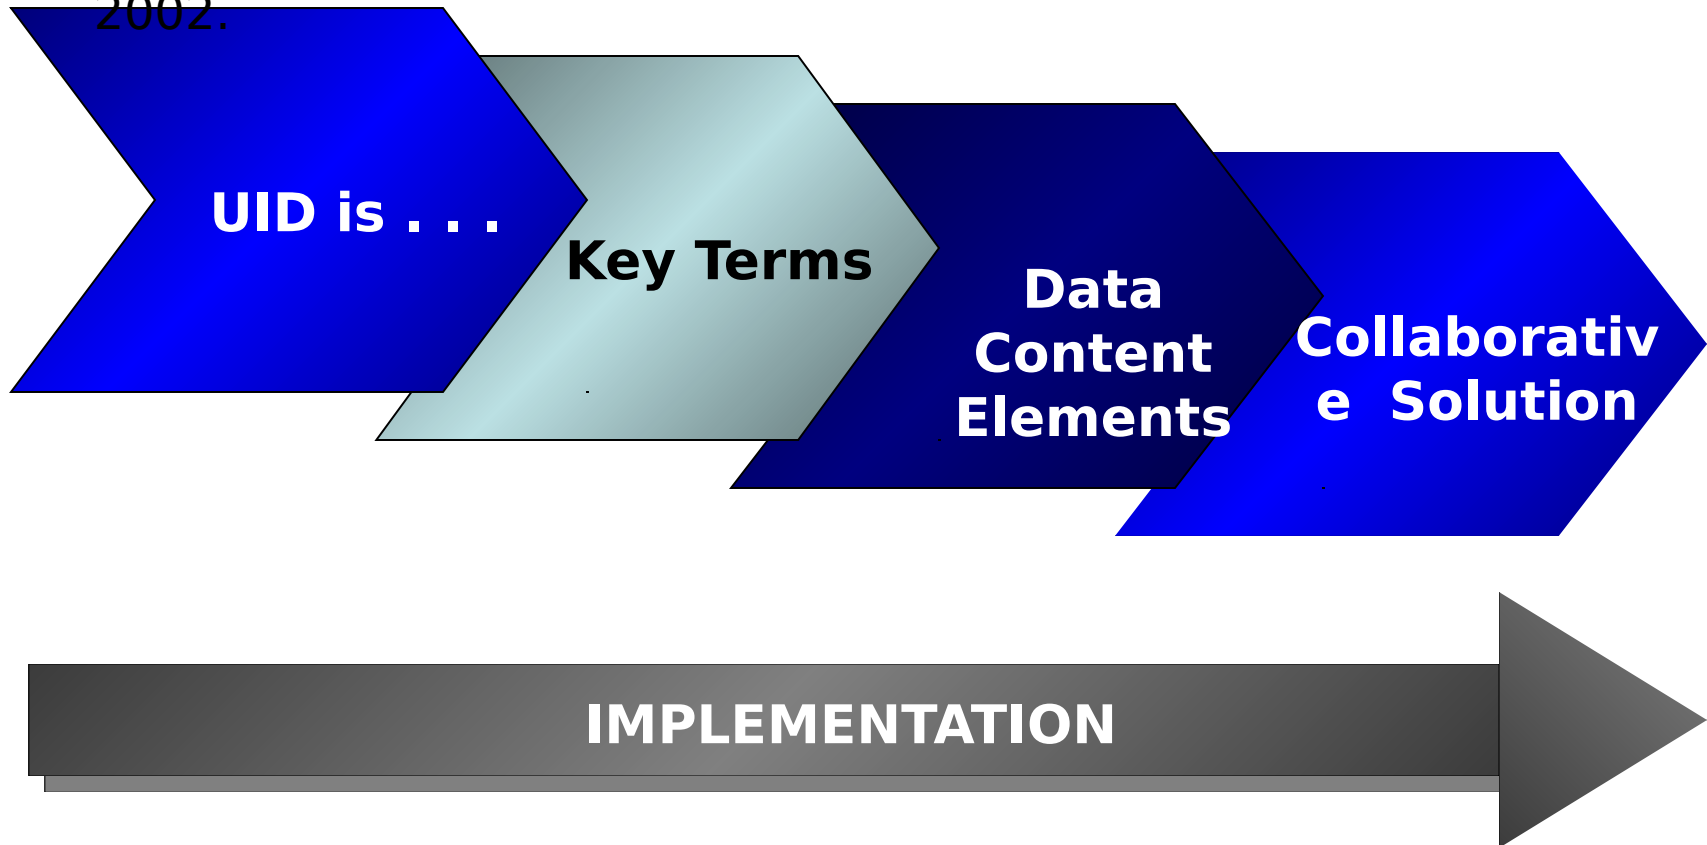 2002.
UID is . . .
Key Terms
Data
Content
Elements
Collaborativ
e  Solution
IMPLEMENTATION